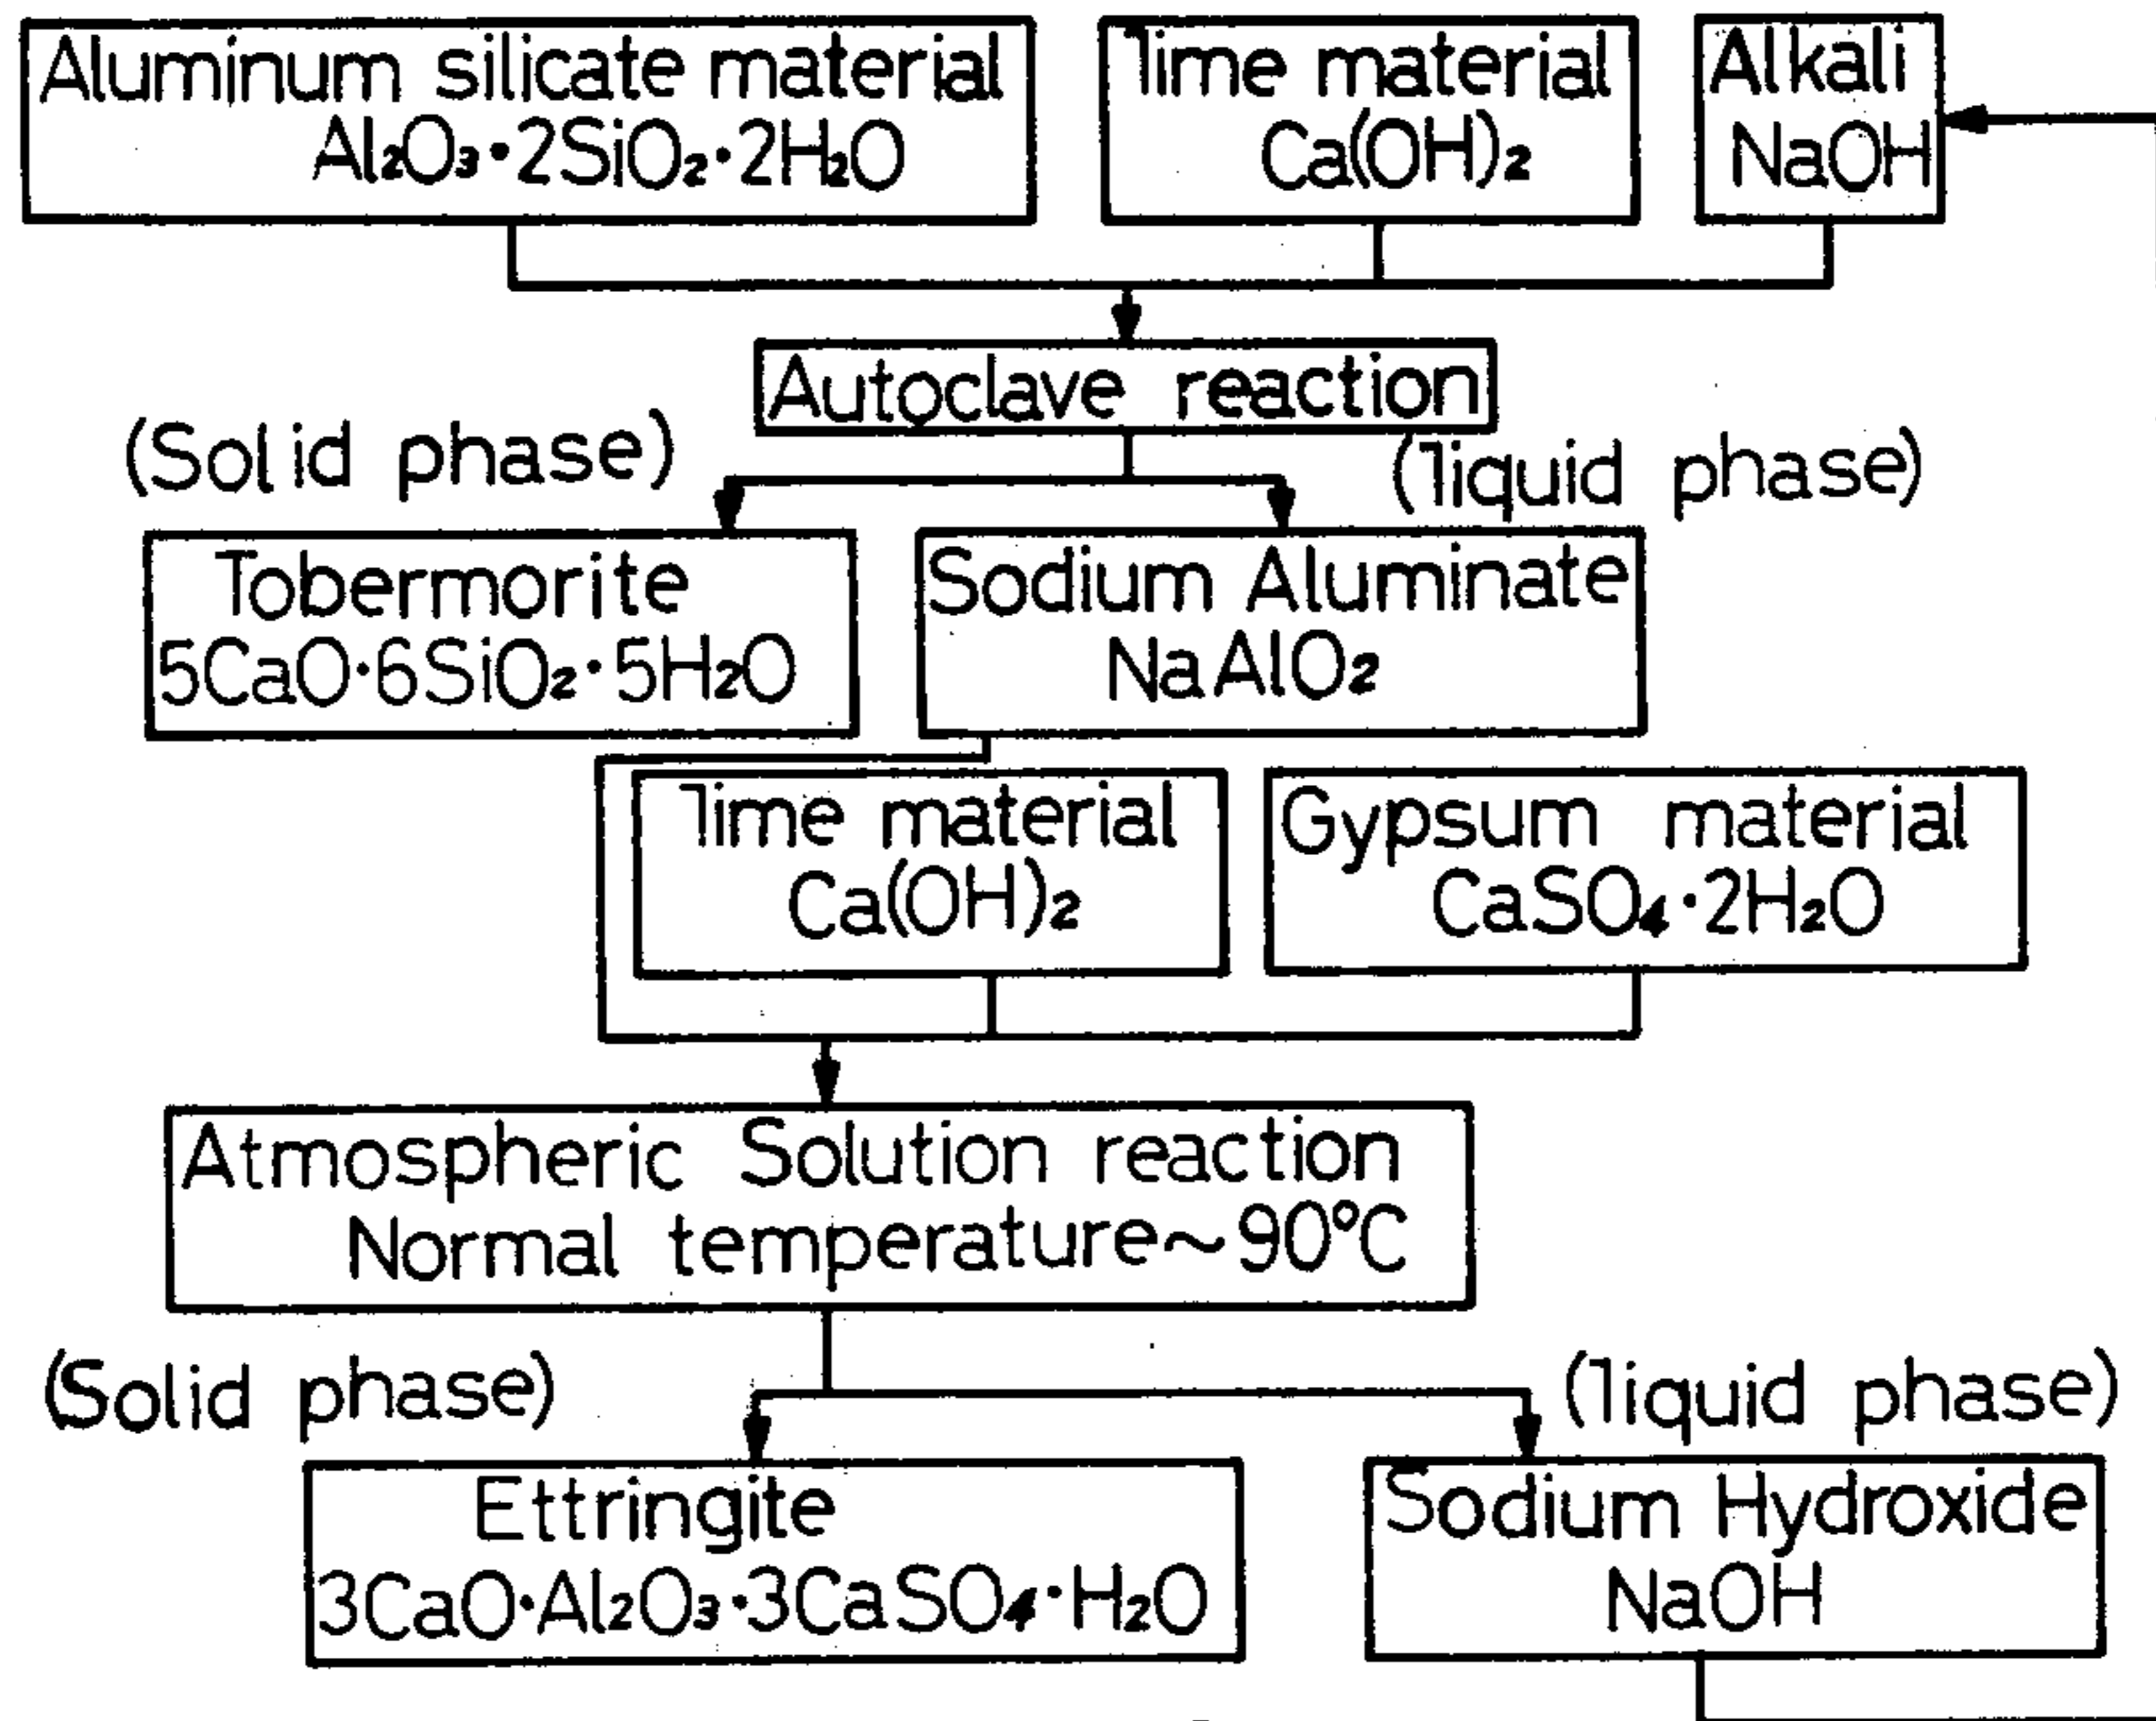 Aluminum silicate material
Al₂O₃·2SiO₂·2H₂O
lime material
Ca(OH)₂
Alkali
NaOH
Autoclave reaction
(Solid phase)
(liquid phase)
Tobermorite
5CaO·6SiO₂·5H₂O
Sodium Aluminate
NaAlO₂
lime material
Ca(OH)₂
Gypsum material
CaSO₄·2H₂O
Atmospheric Solution reaction
Normal temperature~90°C
(Solid phase)
(liquid phase)
Ettringite
3CaO·Al₂O₃·3CaSO₄·H₂O
Sodium Hydroxide
NaOH